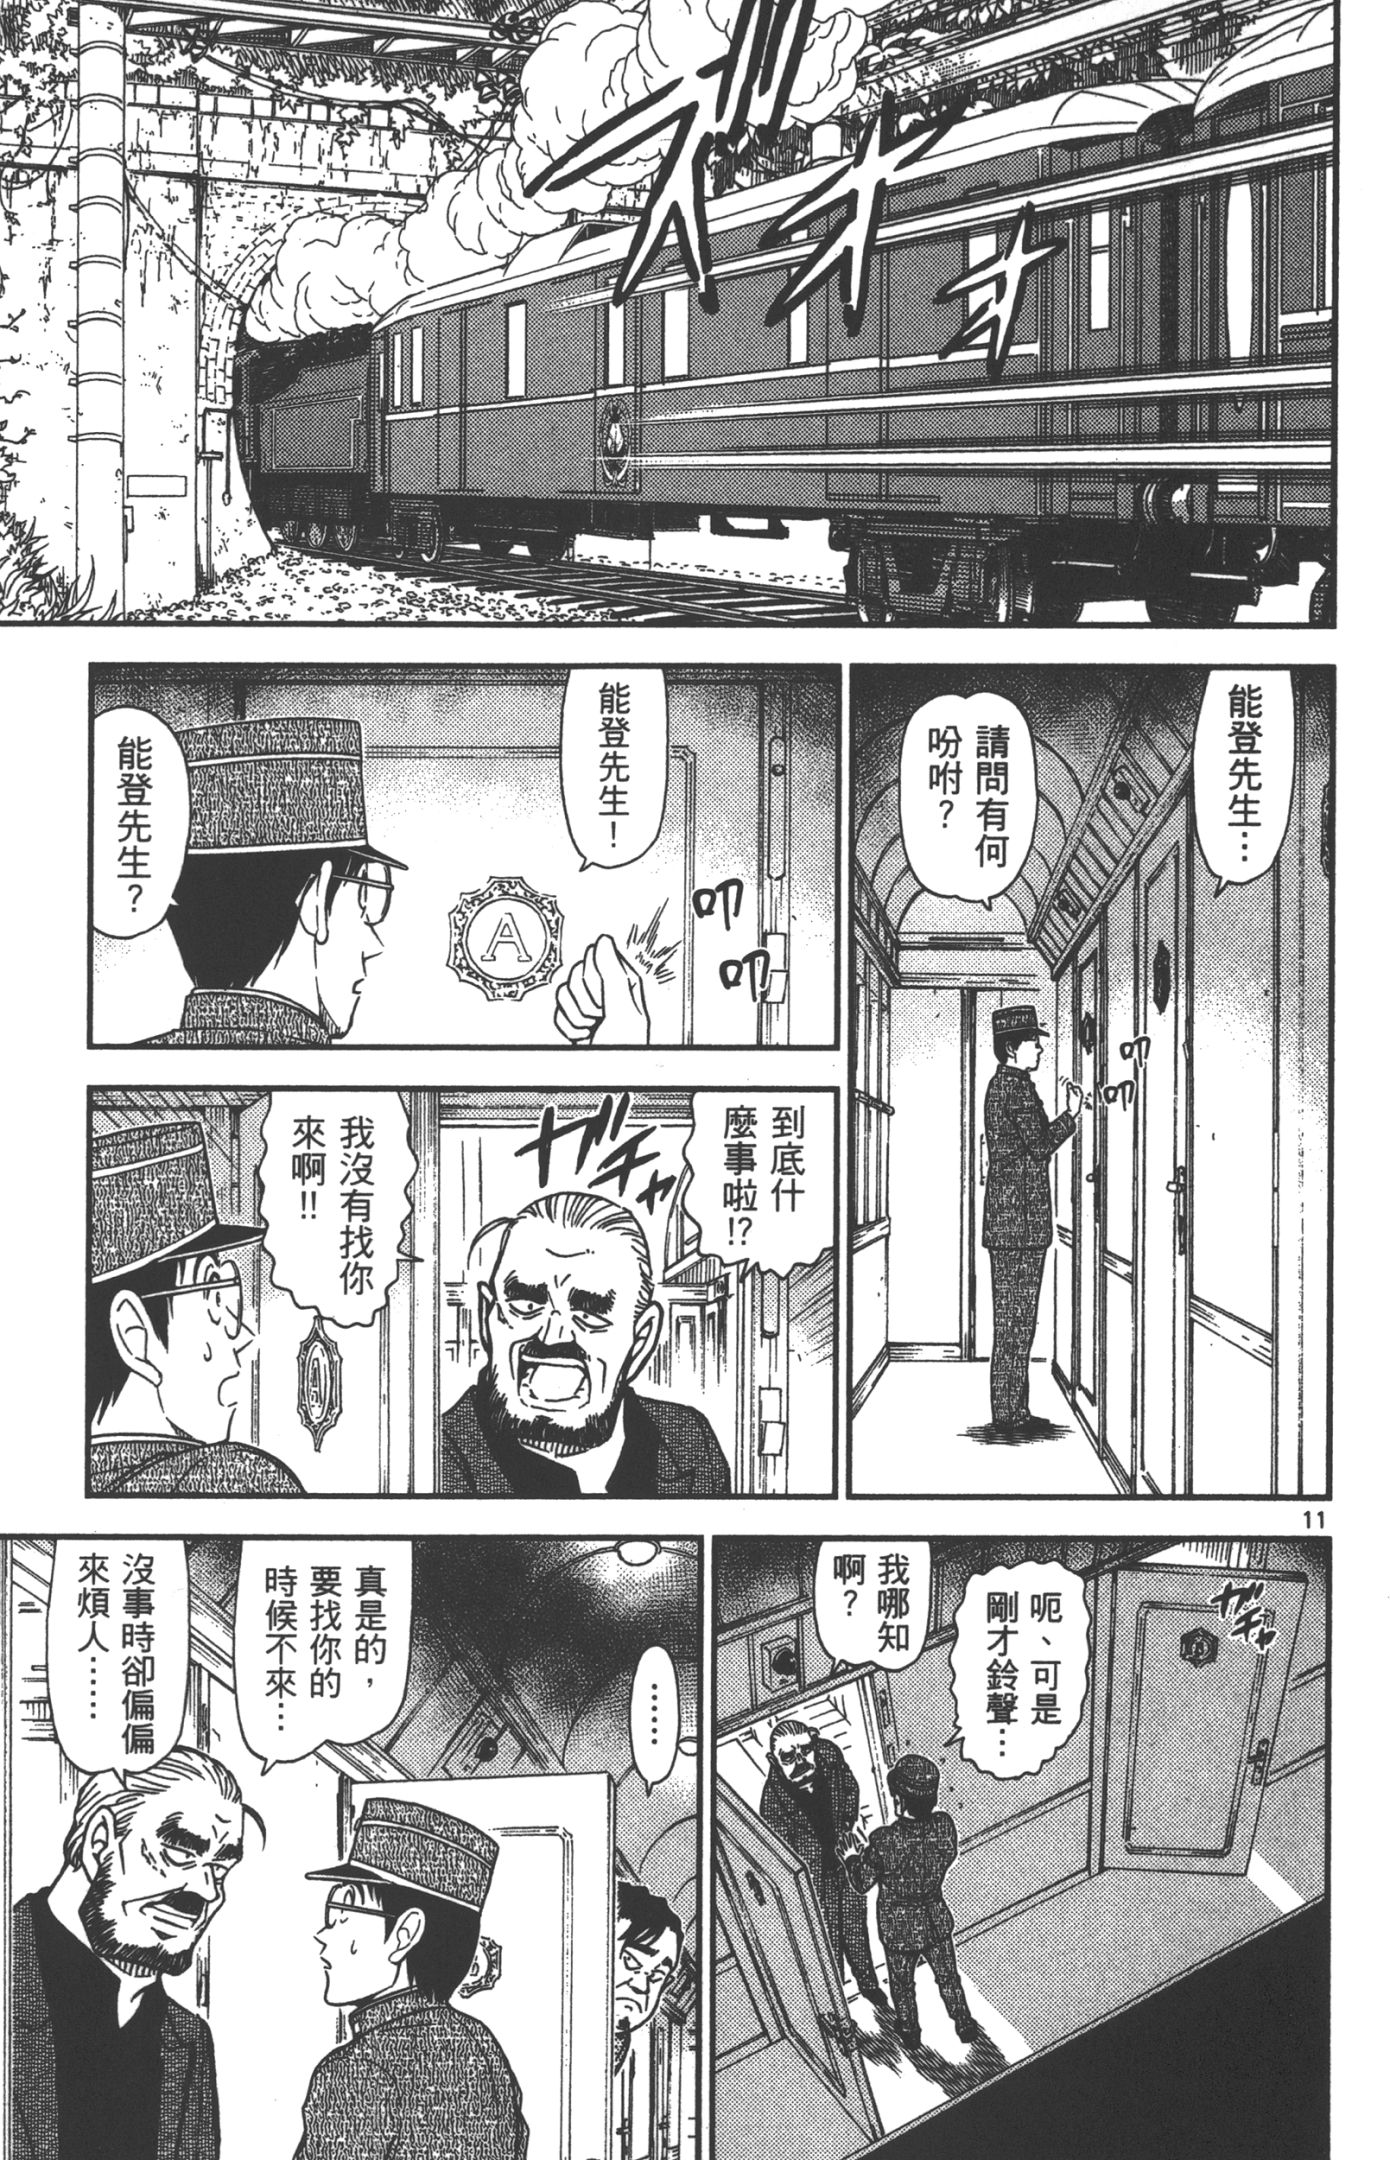 ズオオオ
能登先生…
請問有何
吩咐？
叩
叩
能登先生！
叩
叩
A
能登先生？
到底什
麼事啦!?
ガチャ
我沒有找你
來啊!!
A
11
ガチャ
呃、可是
剛才鈴聲…
我哪知
啊？
……
真是的，
要找你的
時候不來…
沒事時卻偏偏
來煩人……
B